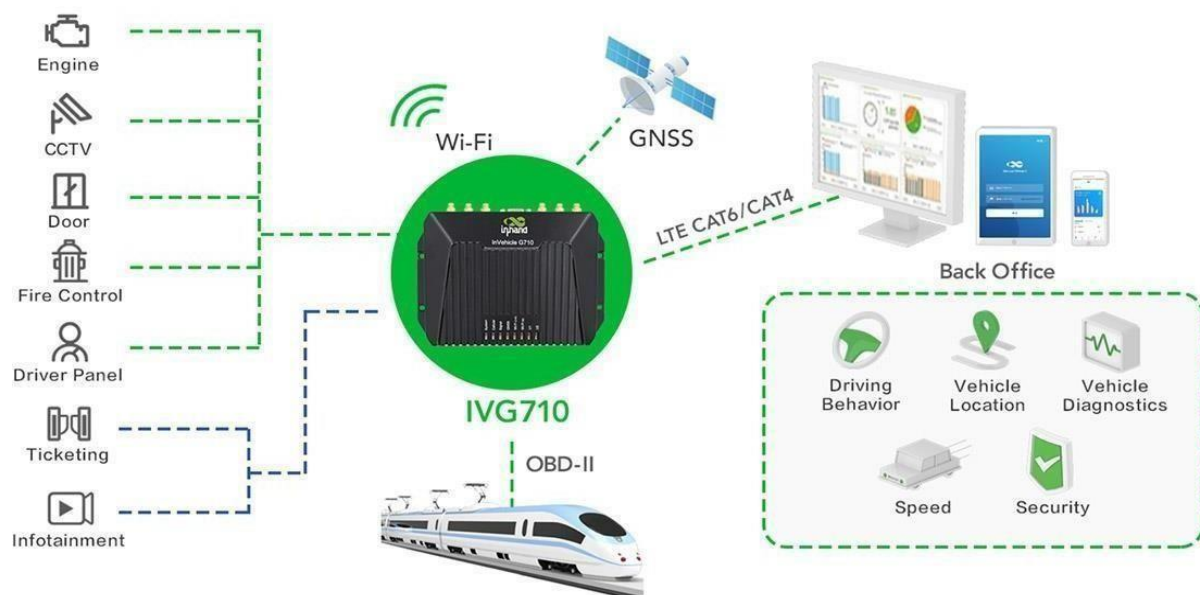 Engine
CCTV
Door
Fire Control
Driver Panel
Ticketing
Infotainment
Wi-Fi
GNSS
inhand
InVehicle G710
IVG710
OBD-II
LTE CAT6/CAT4
Back Office
Driving
Behavior
Vehicle
Location
Vehicle
Diagnostics
Speed
Security